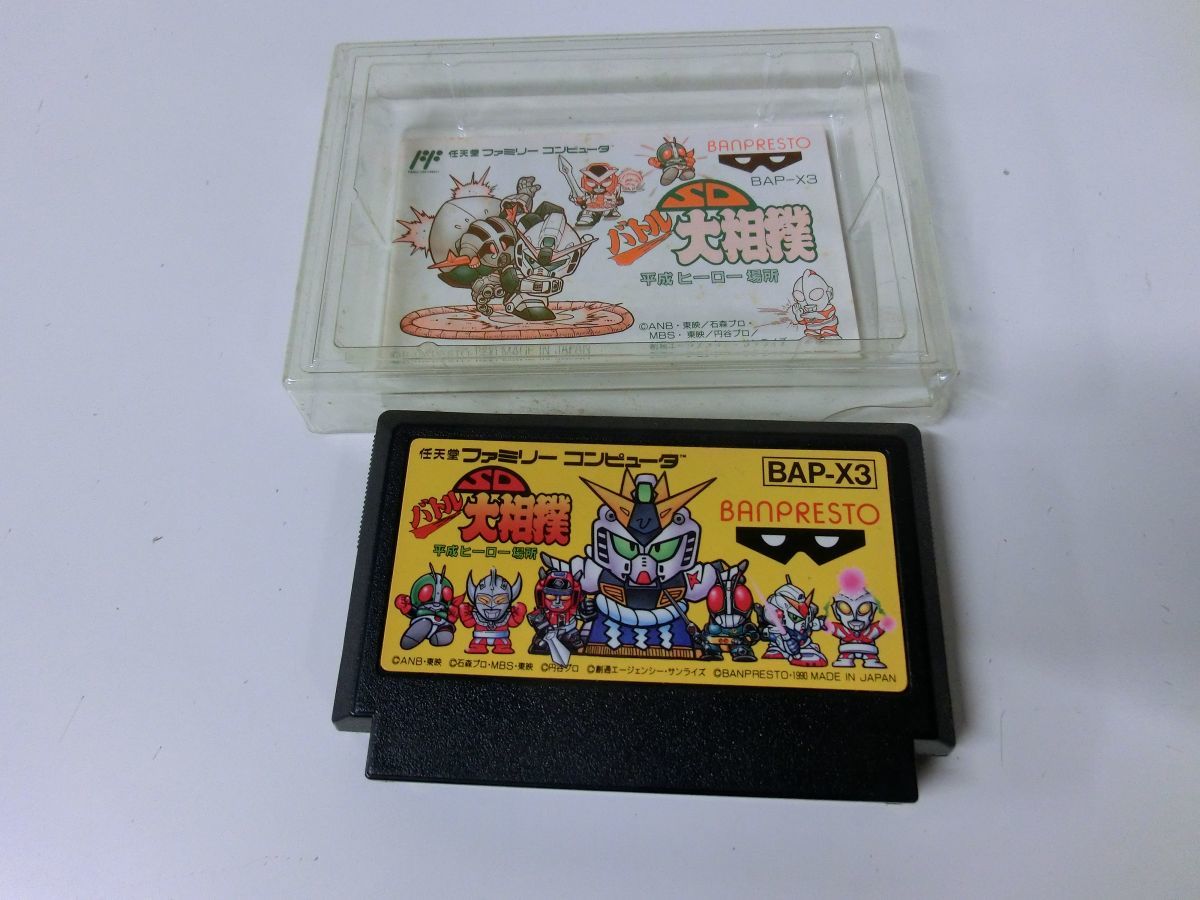 任天堂 ファミリー コンピュータ™
BANPRESTO
BAP-X3
SD
バトル 大相撲
平成 ヒーロー 場所
©ANB・東映／石森プロ・
MBS・東映／円谷プロ／
1990 MADE IN JAPAN
任天堂 ファミリー コンピュータ™
BAP-X3
SD
バトル 大相撲
平成 ヒーロー 場所
BANPRESTO
©ANB・東映 ©石森プロ・MBS・東映 ©円谷プロ ©創通エージェンシー・サンライズ ©BANPRESTO・1990 MADE IN JAPAN